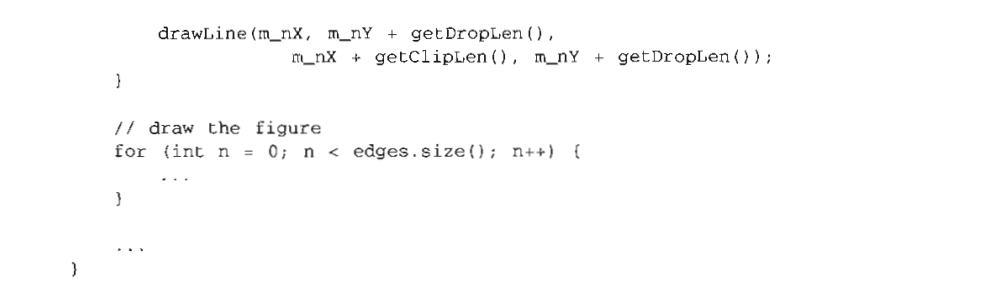 drawLine(m_nX, m_nY + getDropLen(),
m_nX + getClipLen(), m_nY + getDropLen());
}
// draw the figure
for (int n = 0; n < edges.size(); n++) {
...
}
...
}